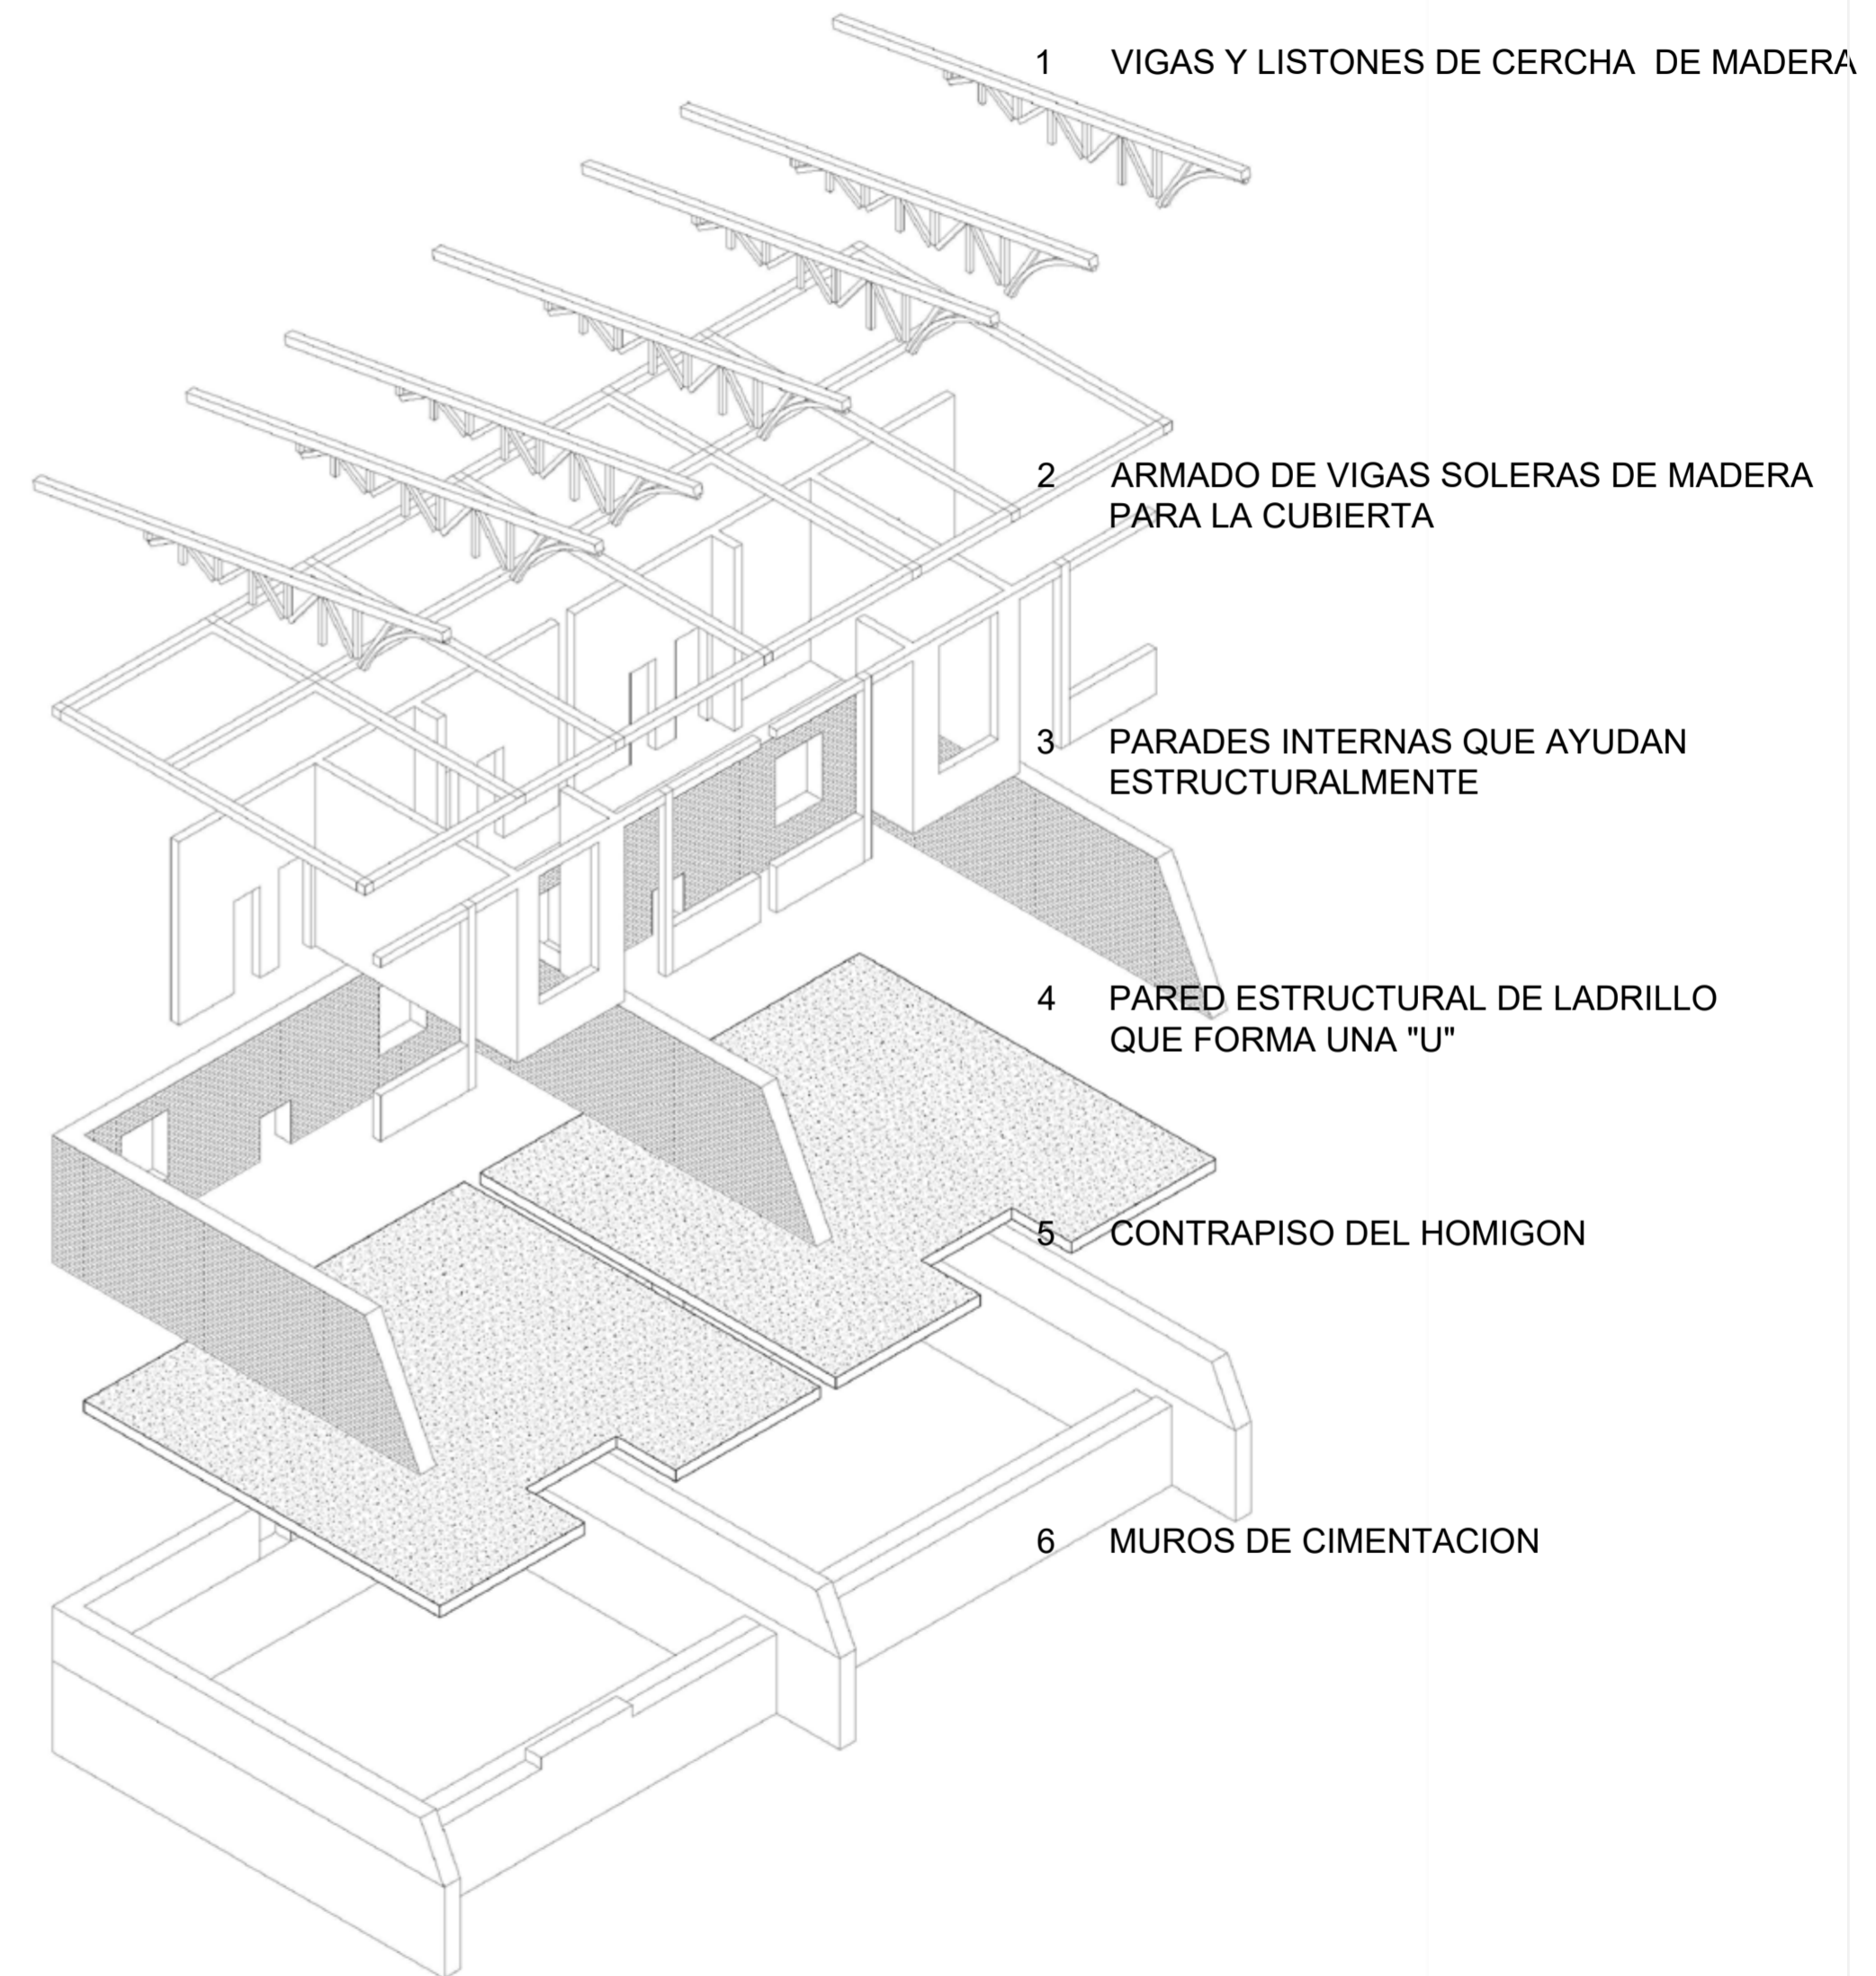 1 VIGAS Y LISTONES DE CERCHA DE MADERA
2 ARMADO DE VIGAS SOLERAS DE MADERA
PARA LA CUBIERTA
3 PARADES INTERNAS QUE AYUDAN
ESTRUCTURALMENTE
4 PARED ESTRUCTURAL DE LADRILLO
QUE FORMA UNA "U"
5 CONTRAPISO DEL HOMIGON
6 MUROS DE CIMENTACION